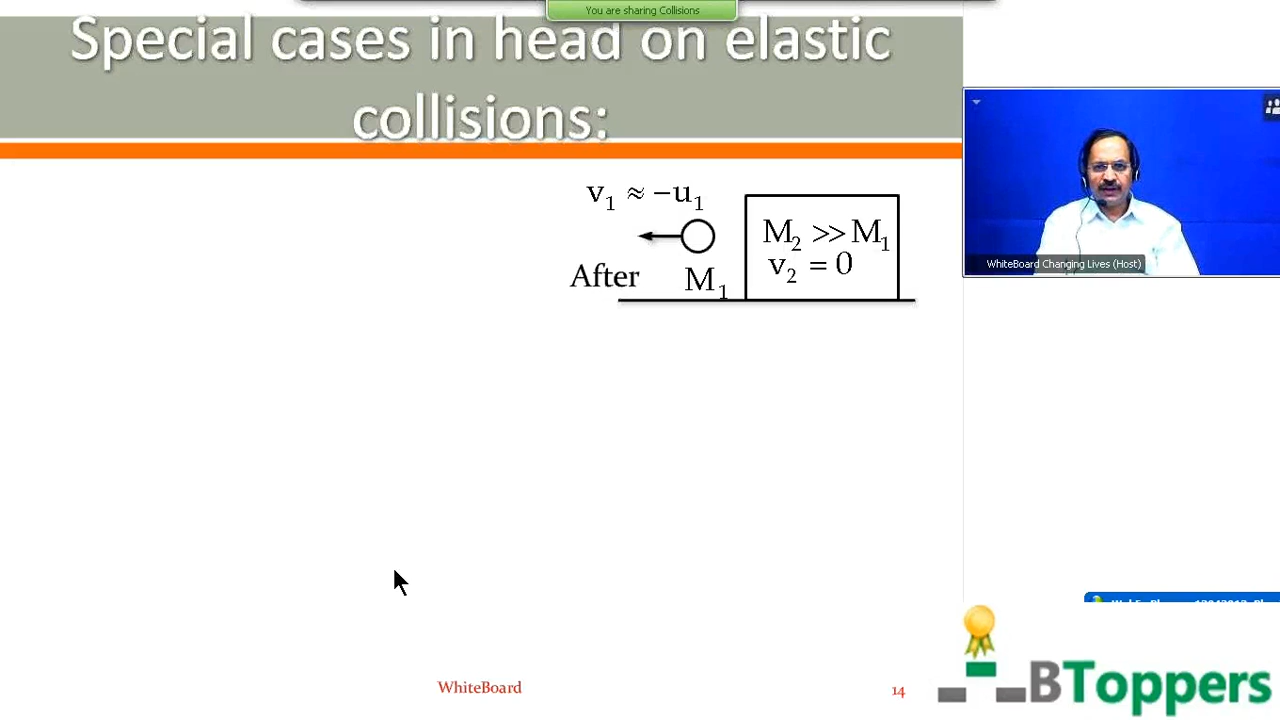 You are sharing Collisions
Special cases in head on elastic
collisions:
v₁ ≈ −u₁
M₂ >> M₁
v₂ = 0
After
M₁
WhiteBoard Changing Lives (Host)
WhiteBoard
14
BToppers